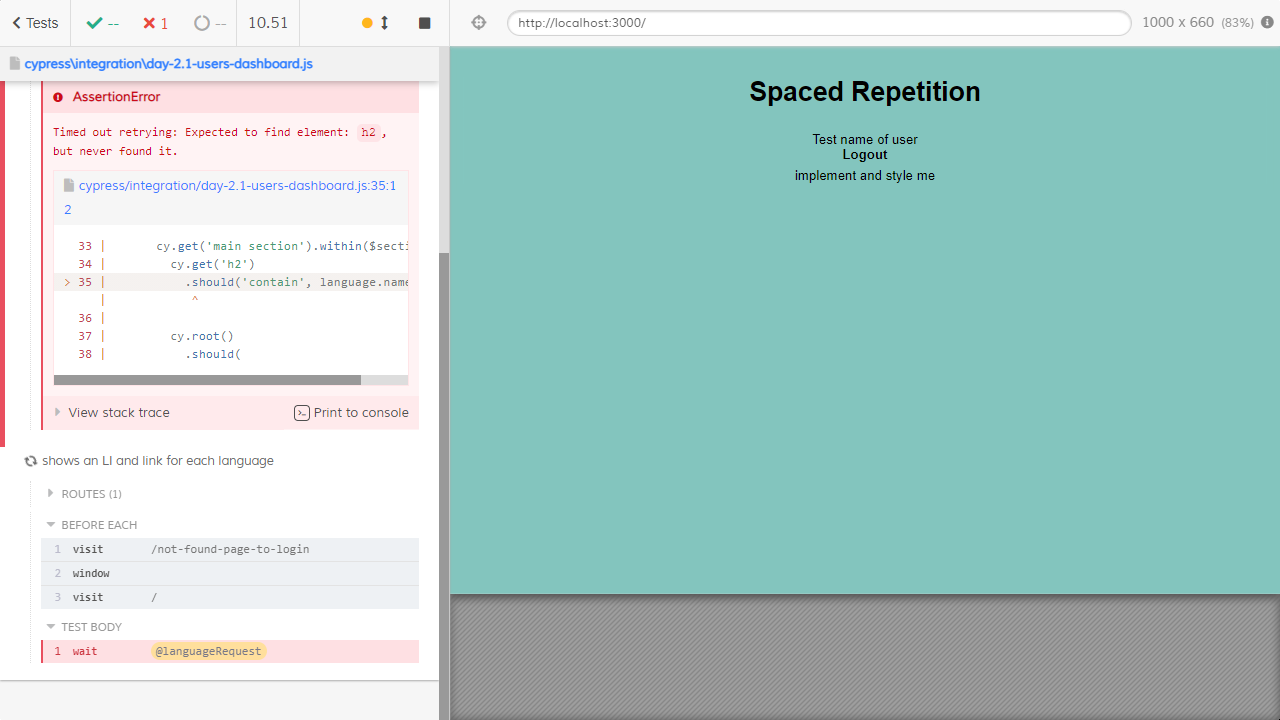 Tests
--
1
--
10.51
http://localhost:3000/
1000 x 660 (83%)
cypress\integration\day-2.1-users-dashboard.js
AssertionError
Timed out retrying: Expected to find element: h2,
but never found it.
cypress/integration/day-2.1-users-dashboard.js:35:1
2
33 | cy.get('main section').within($secti
34 | cy.get('h2')
> 35 | .should('contain', language.name
| ^
36 |
37 | cy.root()
38 | .should(
View stack trace
Print to console
shows an LI and link for each language
ROUTES (1)
BEFORE EACH
1 visit /not-found-page-to-login
2 window
3 visit /
TEST BODY
1 wait @languageRequest
Spaced Repetition
Test name of user
Logout
implement and style me